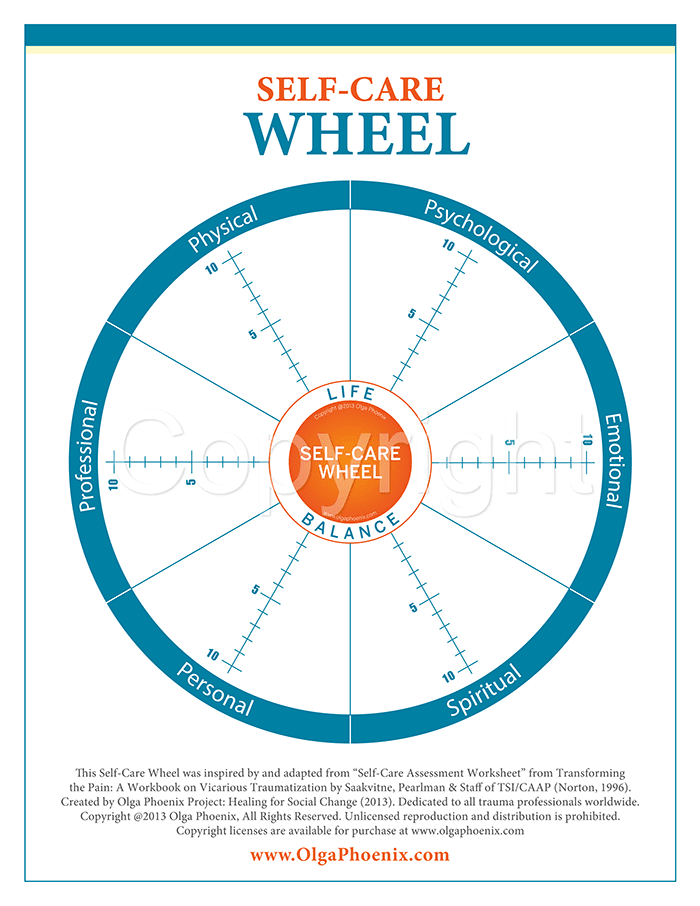 SELF-CARE
WHEEL
Physical
Psychological
10
10
5
5
Professional
LIFE
Emotional
Copyright @2013 Olga Phoenix
Copyright
SELF-CARE
WHEEL
10
5
5
10
www.olgaphoenix.com
BALANCE
5
5
10
10
Personal
Spiritual
This Self-Care Wheel was inspired by and adapted from “Self-Care Assessment Worksheet” from Transforming
the Pain: A Workbook on Vicarious Traumatization by Saakvitne, Pearlman & Staff of TSI/CAAP (Norton, 1996).
Created by Olga Phoenix Project: Healing for Social Change (2013). Dedicated to all trauma professionals worldwide.
Copyright @2013 Olga Phoenix, All Rights Reserved. Unlicensed reproduction and distribution is prohibited.
Copyright licenses are available for purchase at www.olgaphoenix.com
www.OlgaPhoenix.com